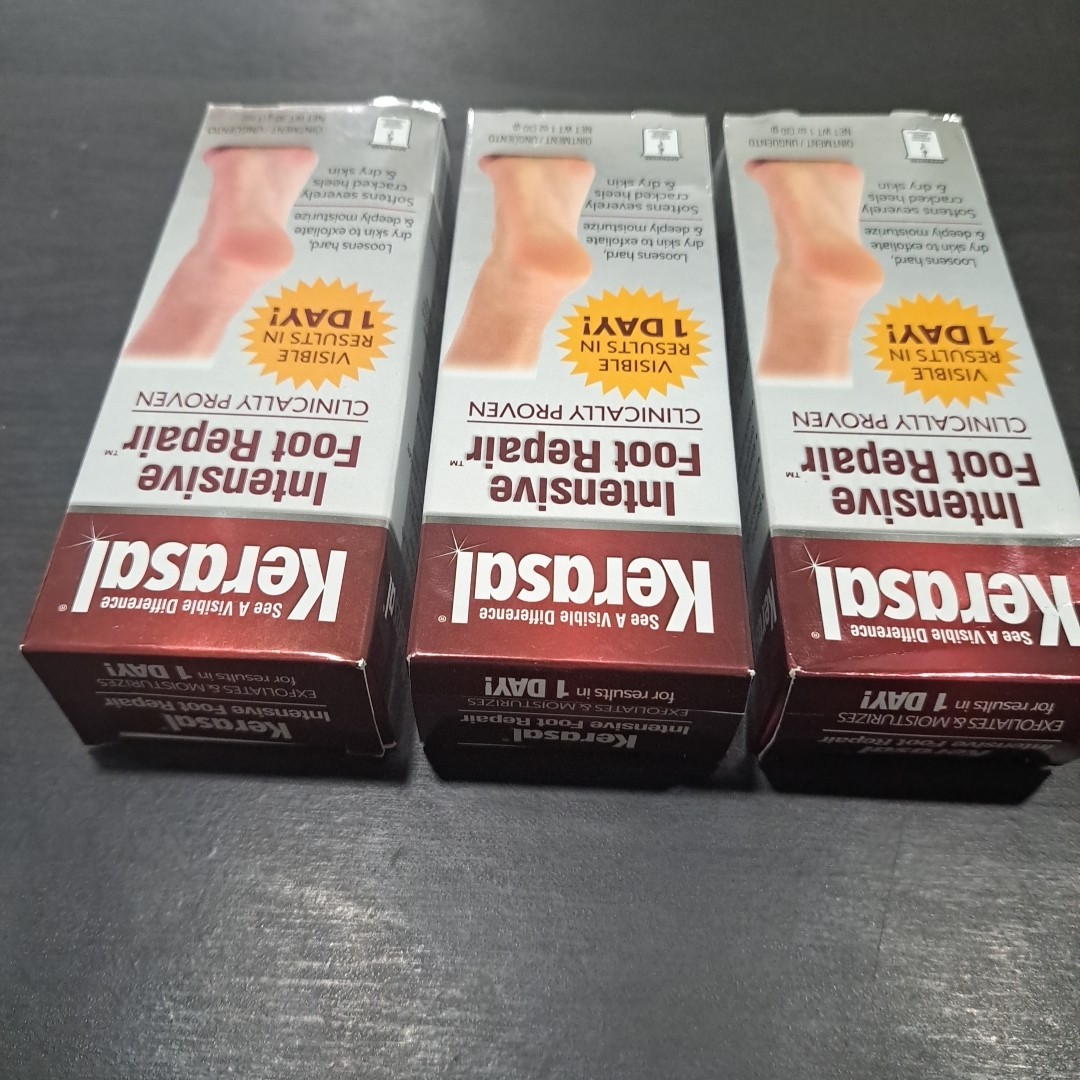 Kerasal
Intensive Foot Repair
EXFOLIATES & MOISTURIZES
for results in 1 DAY!
See A Visible Difference
Kerasal®
Intensive
Foot Repair™
CLINICALLY PROVEN
VISIBLE
RESULTS IN
1 DAY!
Loosens hard,
dry skin to exfoliate
& deeply moisturize
Softens severely
cracked heels
& dry skin
OINTMENT / UNGÜENTO
Kerasal
Intensive Foot Repair
EXFOLIATES & MOISTURIZES
for results in 1 DAY!
See A Visible Difference
Kerasal®
Intensive
Foot Repair™
CLINICALLY PROVEN
VISIBLE
RESULTS IN
1 DAY!
Loosens hard,
dry skin to exfoliate
& deeply moisturize
Softens severely
cracked heels
& dry skin
OINTMENT / UNGÜENTO
NET WT 1 oz (30 g)
Kerasal
Intensive Foot Repair
EXFOLIATES & MOISTURIZES
for results in 1 DAY!
See A Visible Difference
Kerasal®
Intensive
Foot Repair™
CLINICALLY PROVEN
VISIBLE
RESULTS IN
1 DAY!
Loosens hard,
dry skin to exfoliate
& deeply moisturize
Softens severely
cracked heels
& dry skin
OINTMENT / UNGÜENTO
NET WT 1 oz (30 g)